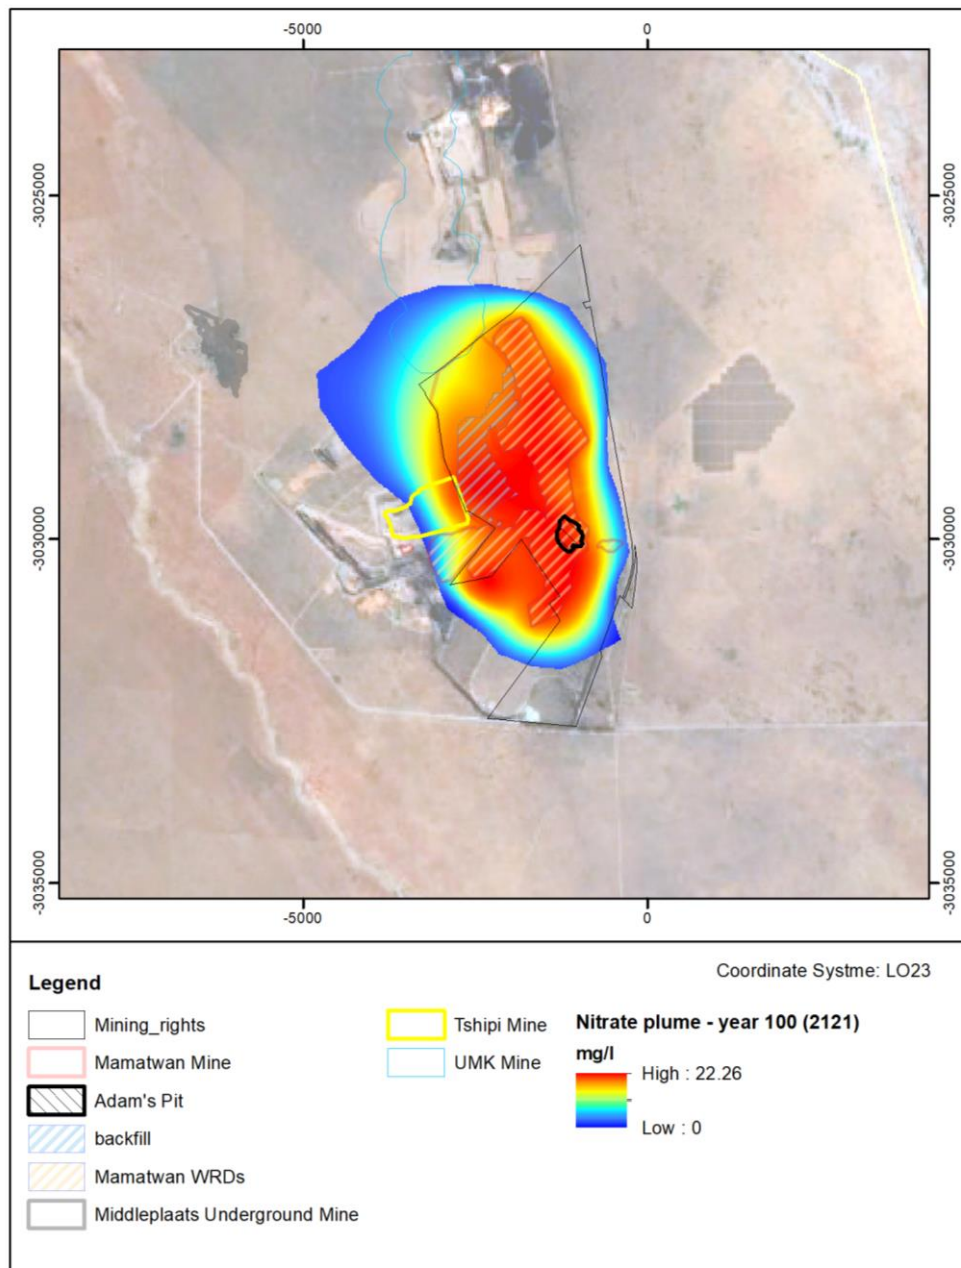 -5000 0
-3025000 -3025000
-3030000 -3030000
-3035000 -3035000
-5000 0
Coordinate Systme: LO23
Legend
Mining_rights
Mamatwan Mine
Adam's Pit
backfill
Mamatwan WRDs
Middleplaats Underground Mine
Tshipi Mine
UMK Mine
Nitrate plume - year 100 (2121)
mg/l
High : 22.26
Low : 0